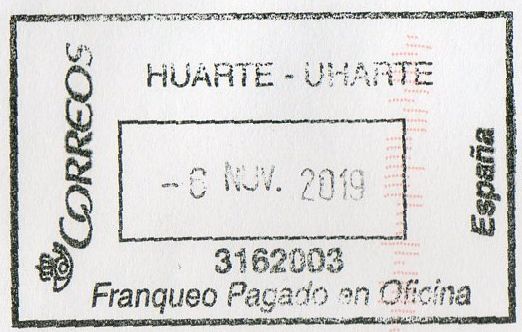 HUARTE - UHARTE
CORREOS
- 6 NOV. 2019
España
3162003
Franqueo Pagado en Oficina